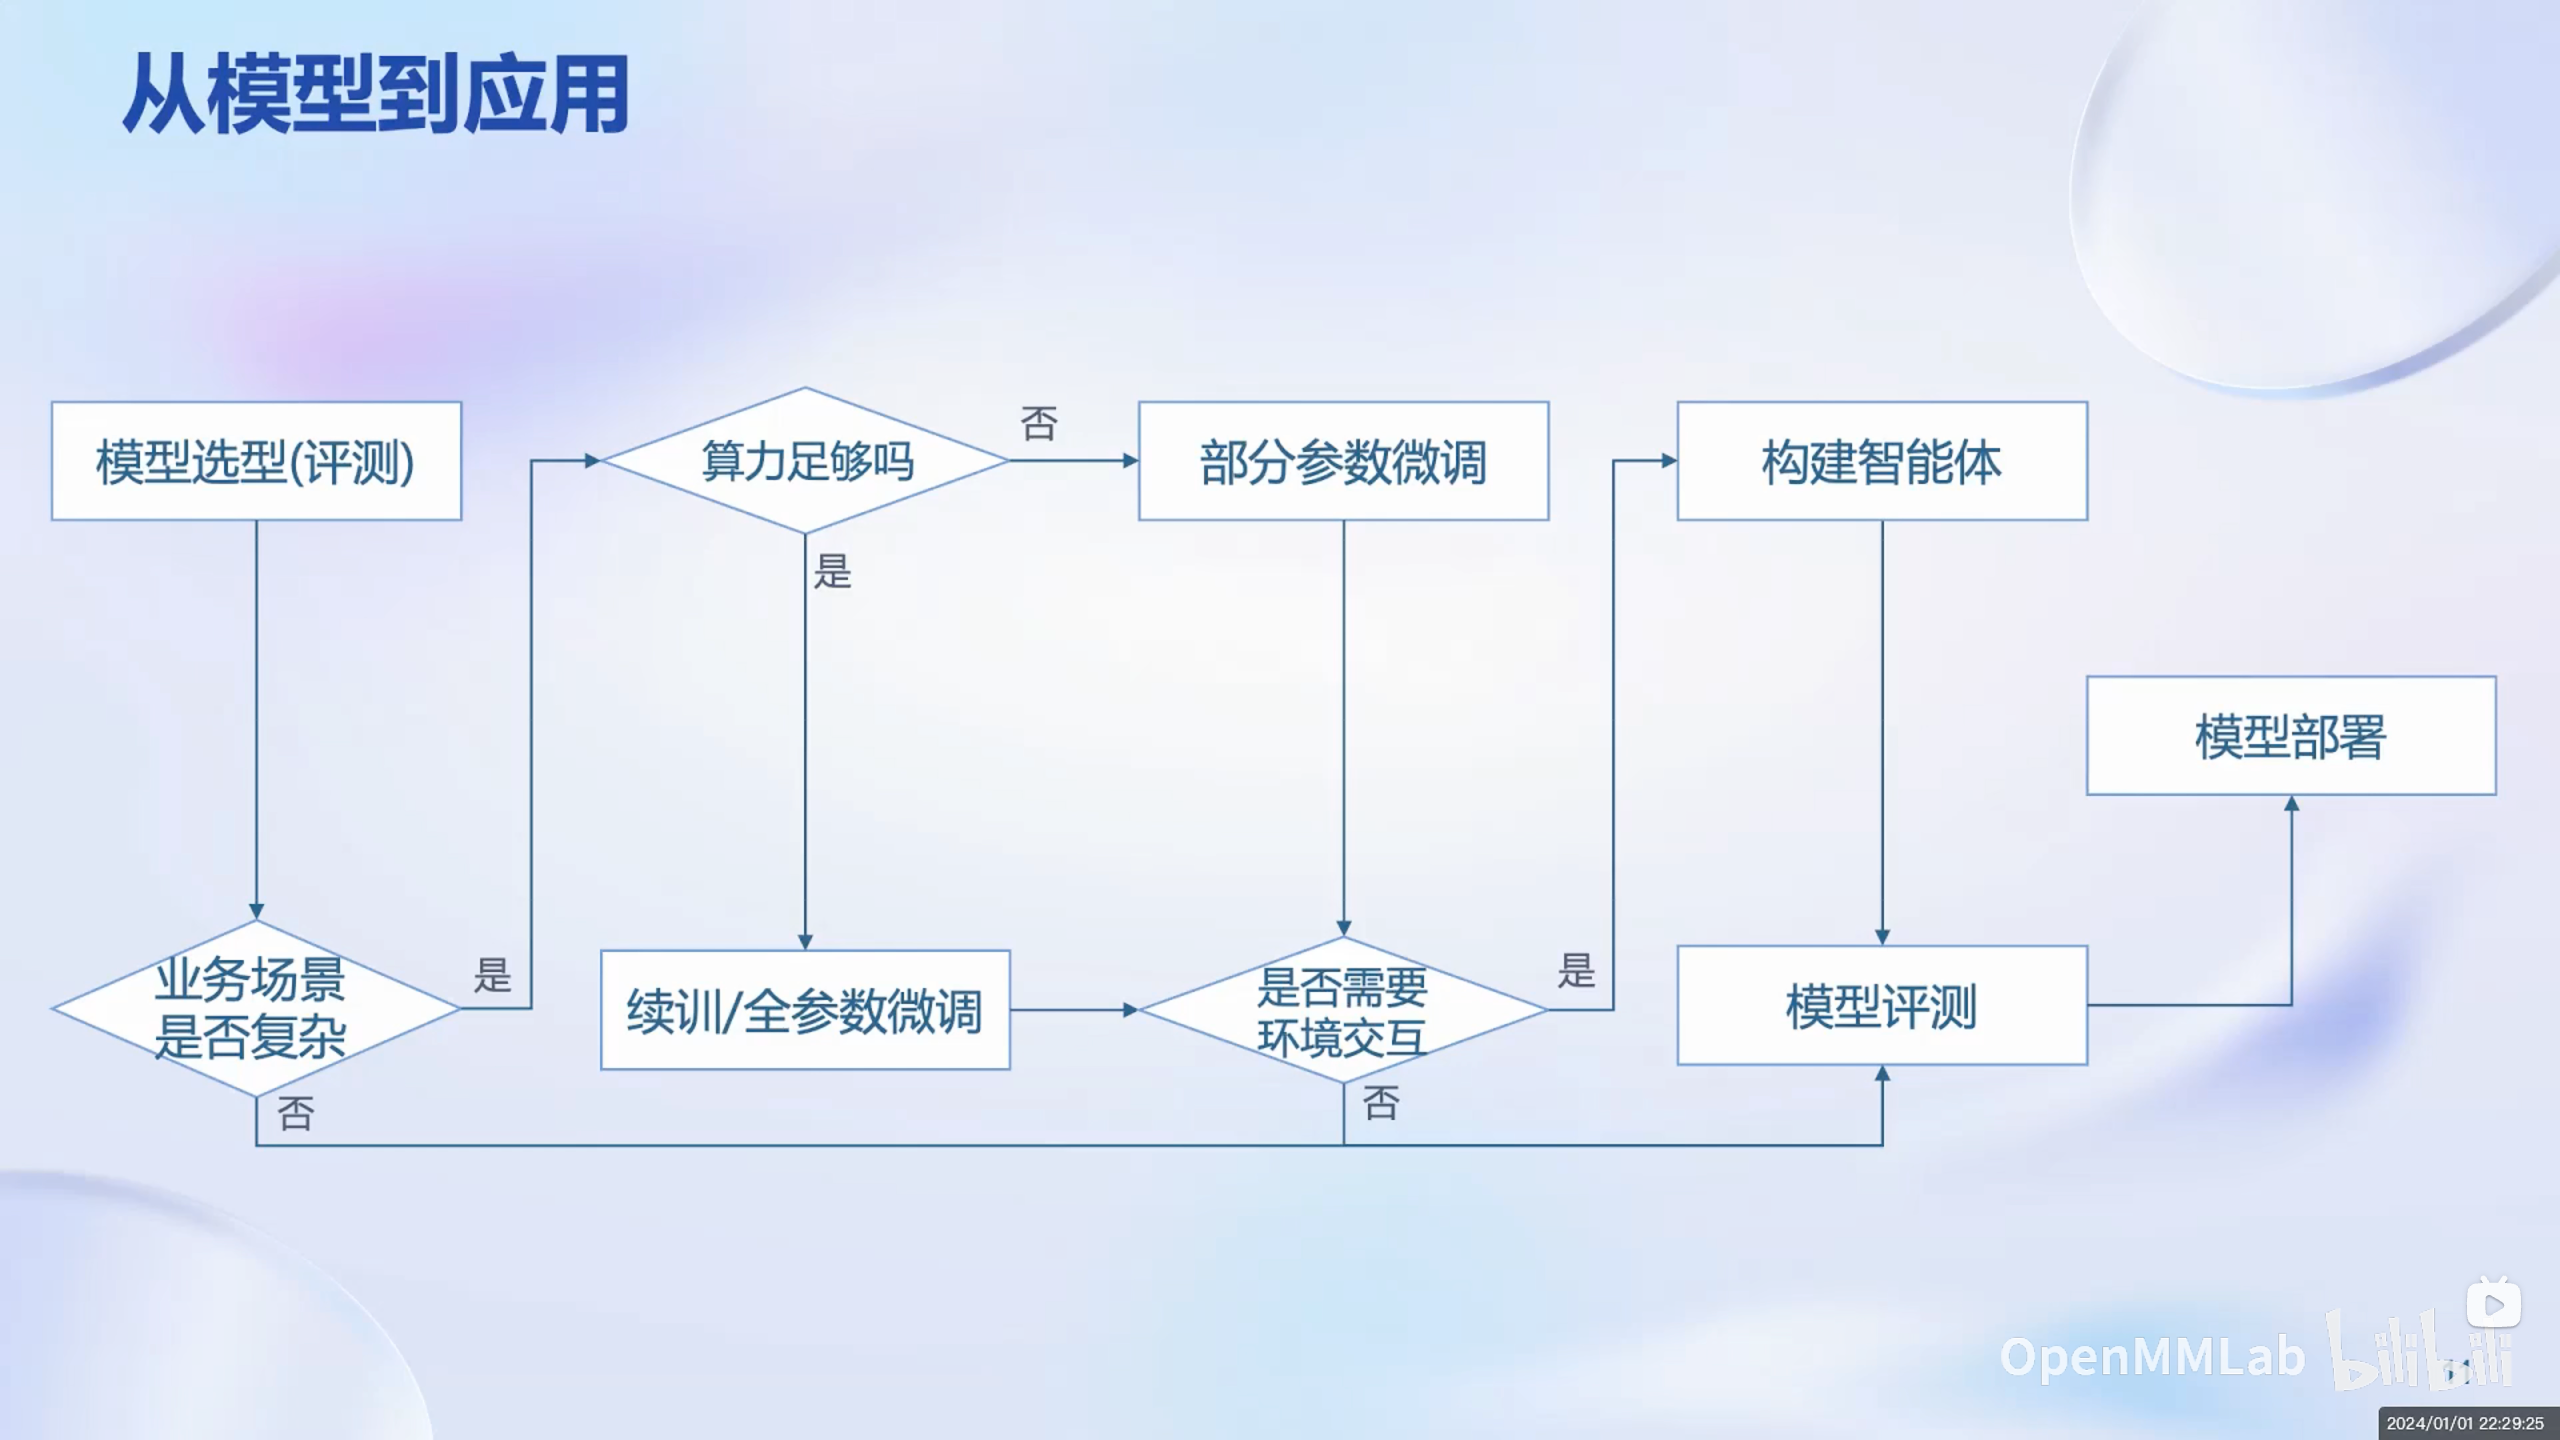 从模型到应用
模型选型(评测)
算力足够吗
否
部分参数微调
构建智能体
是
模型部署
业务场景
是否复杂
是
续训/全参数微调
是否需要
环境交互
是
模型评测
否
否
OpenMMLab
bilibili
2024/01/01 22:29:25